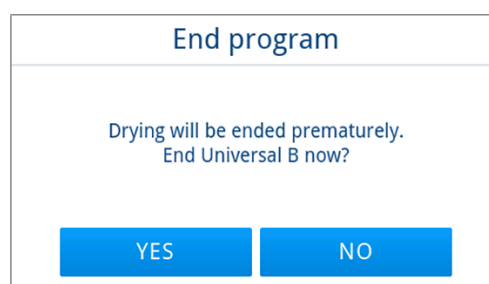 End program
Drying will be ended prematurely.
End Universal B now?
YES
NO